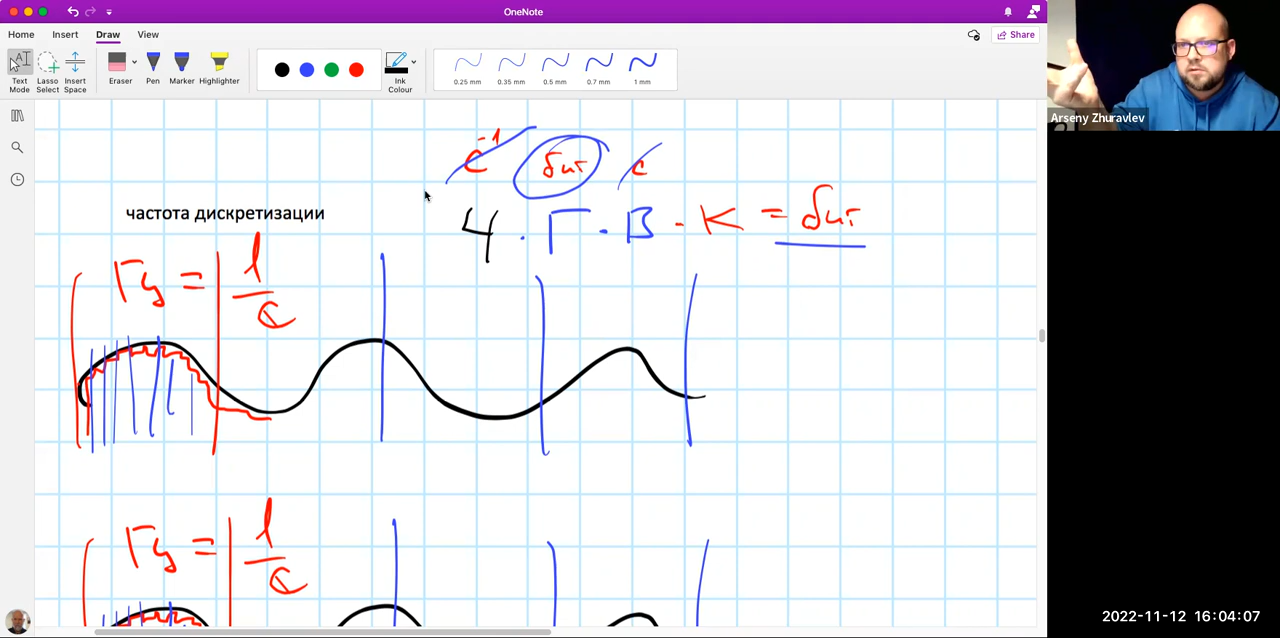 OneNote
Home Insert Draw View
Share
Text Mode
Lasso Select
Insert Space
Eraser
Pen
Marker
Highlighter
Ink Colour
0.25 mm
0.35 mm
0.5 mm
0.7 mm
1 mm
Arseny Zhuravlev
с⁻¹ бит с
Ч · Г · В · К = бит
частота дискретизации
Гц = 1/с
Гц = 1/с
2022-11-12 16:04:07